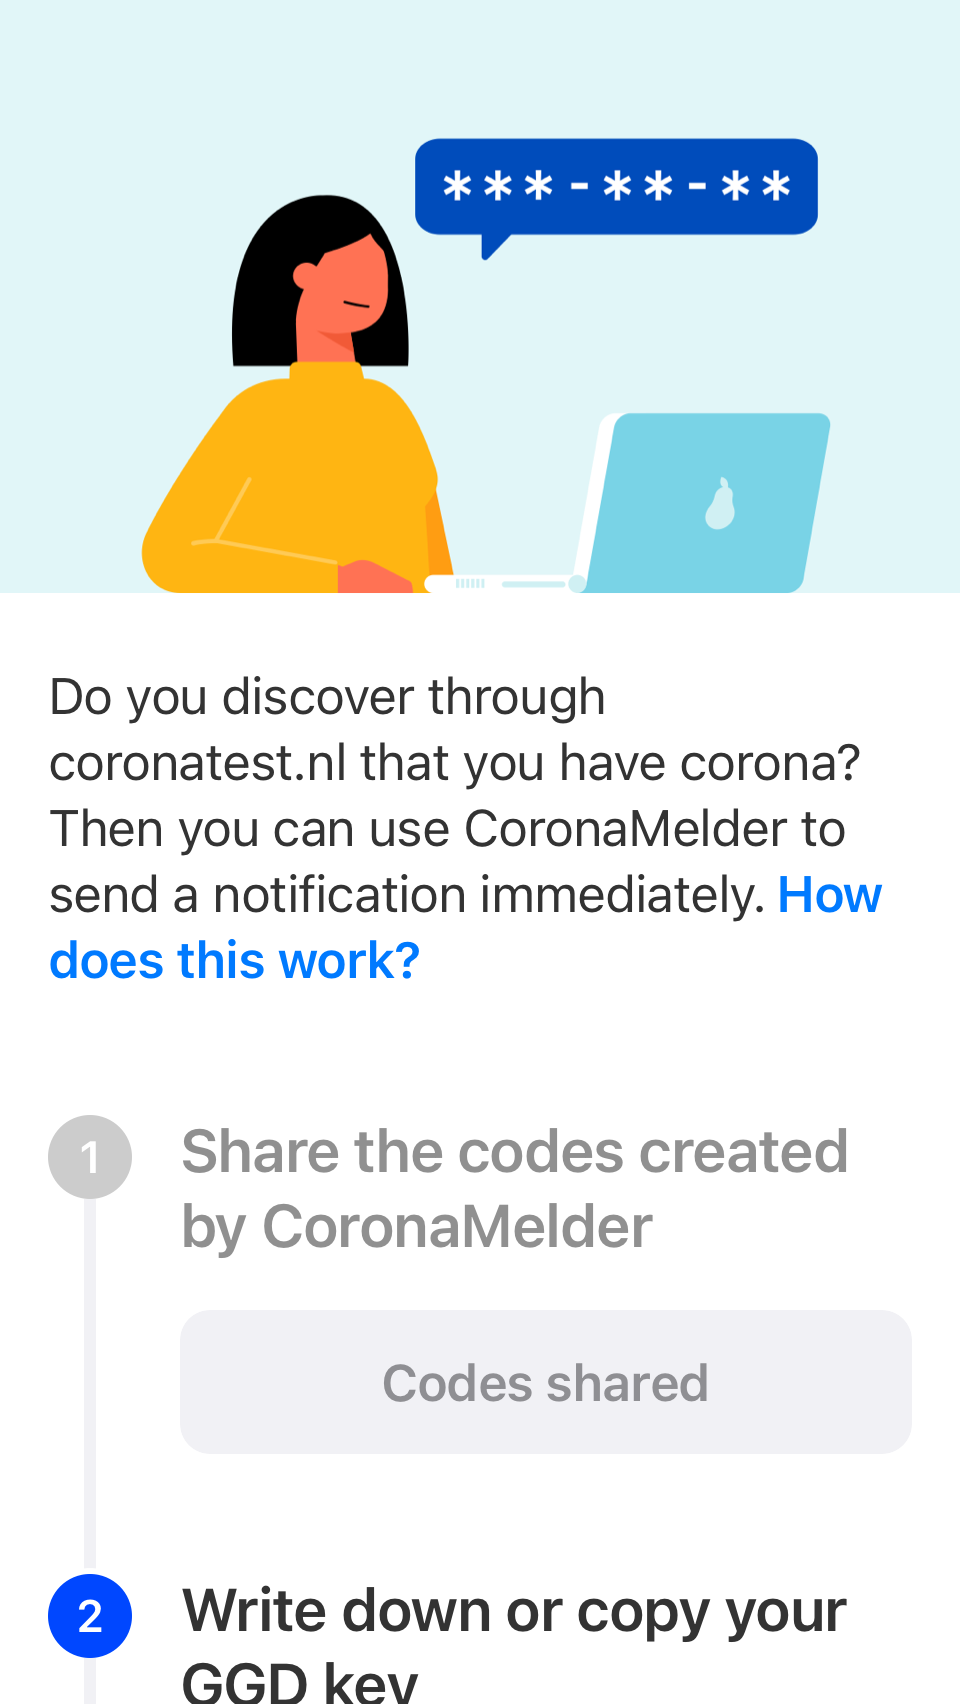 ***-**-**
Do you discover through
coronatest.nl that you have corona?
Then you can use CoronaMelder to
send a notification immediately. How
does this work?
1
Share the codes created
by CoronaMelder
Codes shared
2
Write down or copy your
GGD key